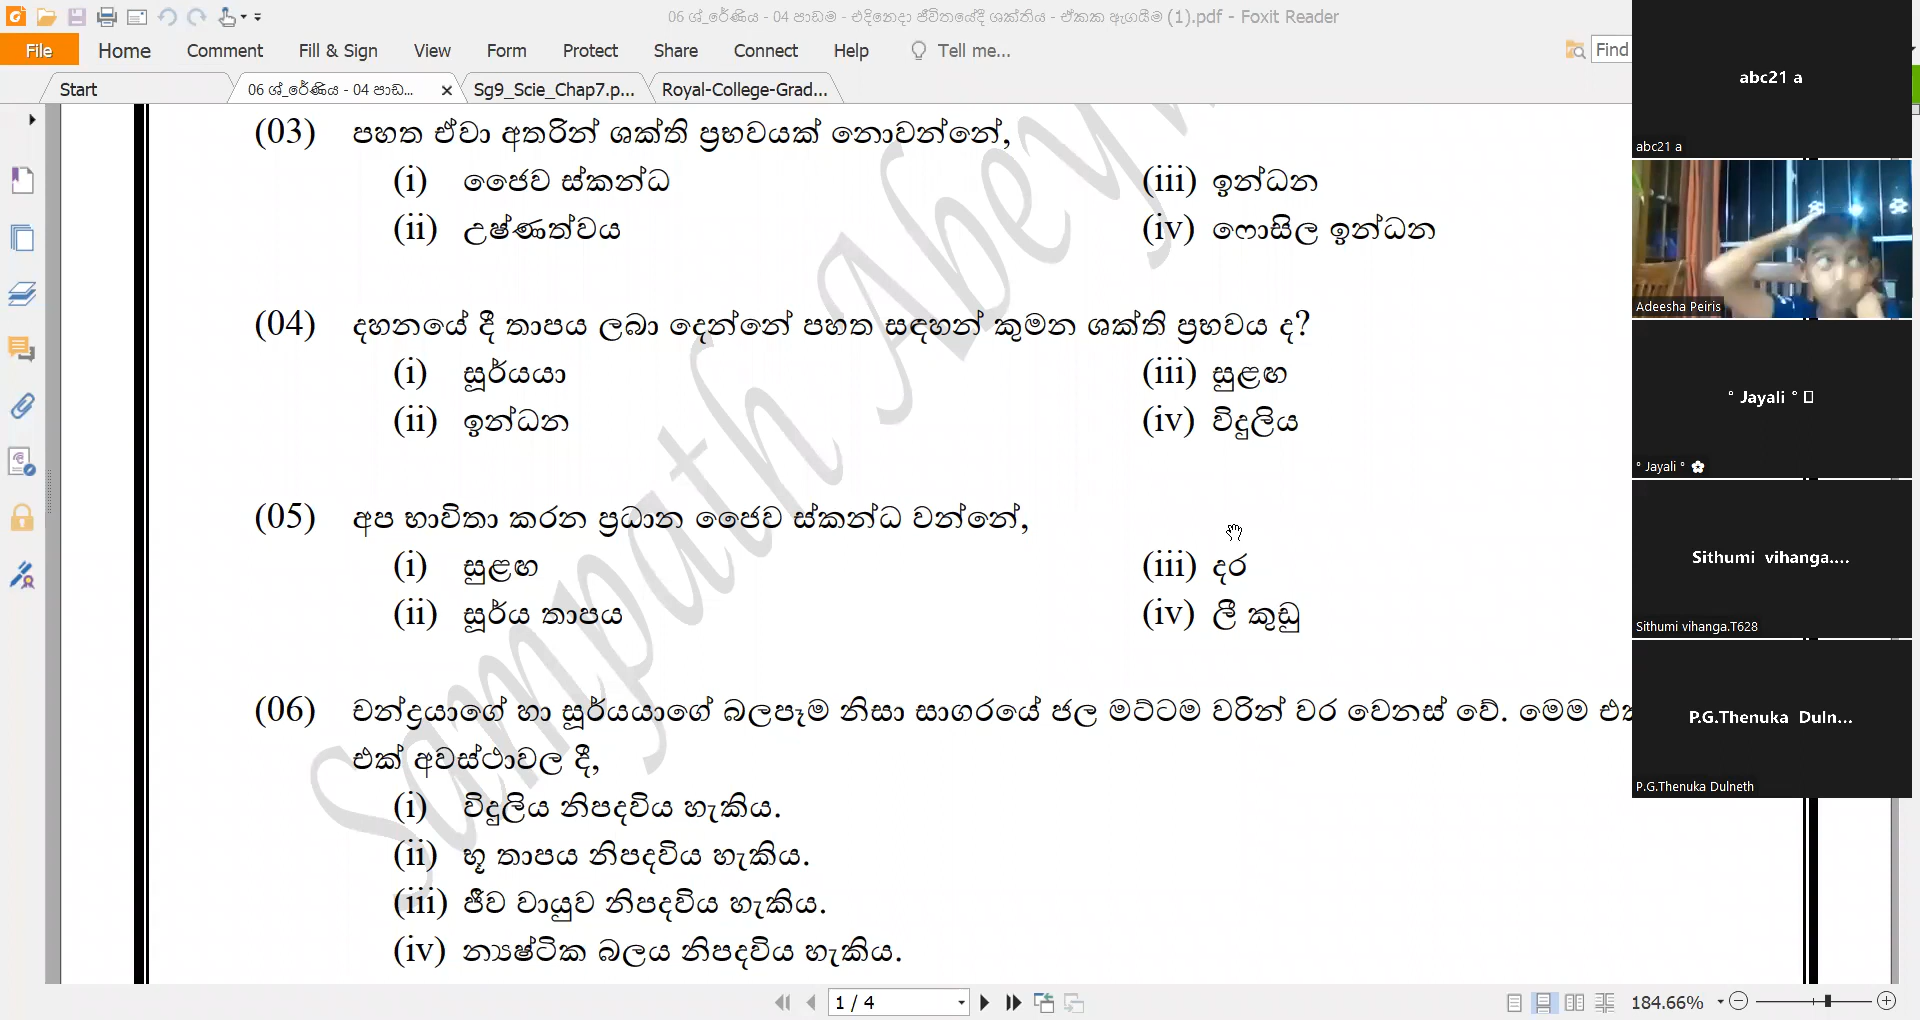 06 ශ්‍රේණිය - 04 පාඩම - එදිනෙදා ජීවිතයේදී ශක්තිය - ඒකක ඇගයීම (1).pdf - Foxit Reader
File Home Comment Fill & Sign View Form Protect Share Connect Help Tell me... Find
Start 06 ශ්‍රේණිය - 04 පාඩ... Sg9_Scie_Chap7.p... Royal-College-Grad...
(03) පහත ඒවා අතරින් ශක්ති ප්‍රභවයක් නොවන්නේ,
(i) ජෛව ස්කන්ධ (iii) ඉන්ධන
(ii) උෂ්ණත්වය (iv) ෆොසිල ඉන්ධන
(04) දහනයේ දී තාපය ලබා දෙන්නේ පහත සඳහන් කුමන ශක්ති ප්‍රභවය ද?
(i) සූර්යයා (iii) සුළඟ
(ii) ඉන්ධන (iv) විදුලිය
(05) අප භාවිතා කරන ප්‍රධාන ජෛව ස්කන්ධ වන්නේ,
(i) සුළඟ (iii) දර
(ii) සූර්ය තාපය (iv) ලී කුඩු
(06) චන්ද්‍රයාගේ හා සූර්යයාගේ බලපෑම නිසා සාගරයේ ජල මට්ටම වරින් වර වෙනස් වේ. මෙම
එක් අවස්ථාවල දී,
(i) විදුලිය නිපදවිය හැකිය.
(ii) භූ තාපය නිපදවිය හැකිය.
(iii) ජීව වායුව නිපදවිය හැකිය.
(iv) න්‍යෂ්ටික බලය නිපදවිය හැකිය.
Sampath
1 / 4
184.66%
abc21 a
abc21 a
Adeesha Peiris
° Jayali °
° Jayali °
Sithumi vihanga....
Sithumi vihanga.T628
P.G.Thenuka Duln...
P.G.Thenuka Dulneth